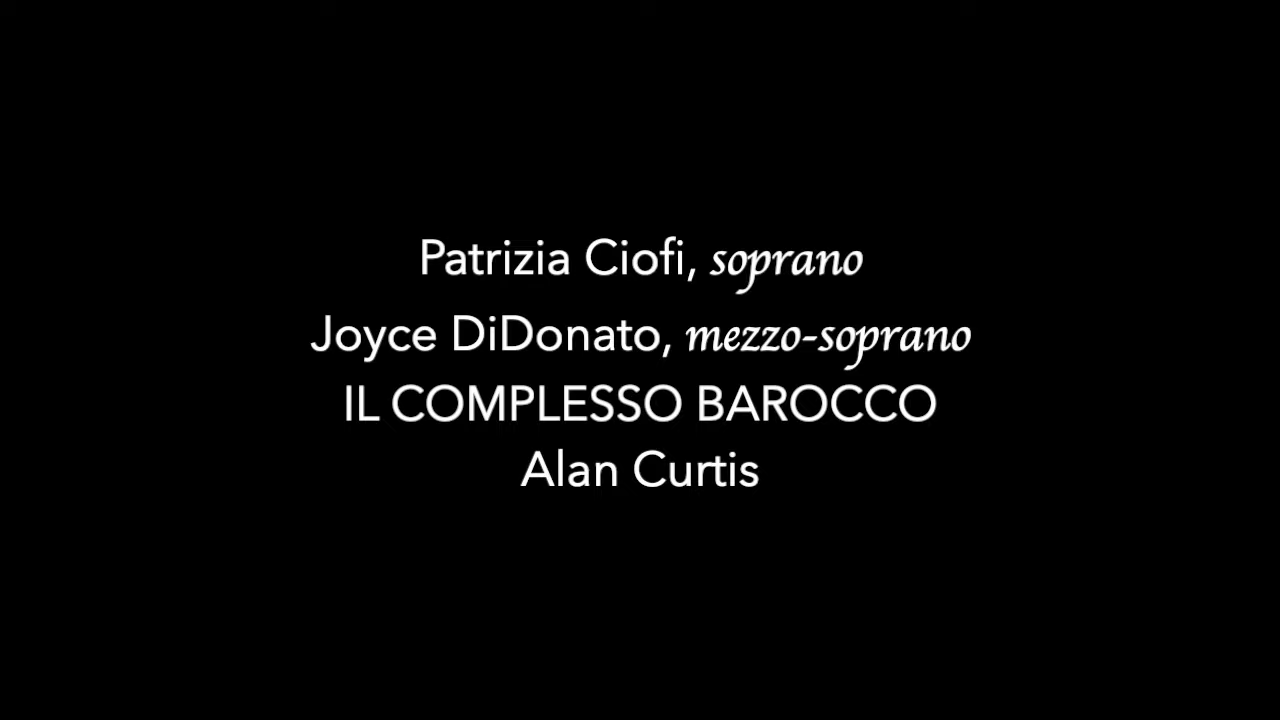 Patrizia Ciofi, soprano
Joyce DiDonato, mezzo-soprano
IL COMPLESSO BAROCCO
Alan Curtis